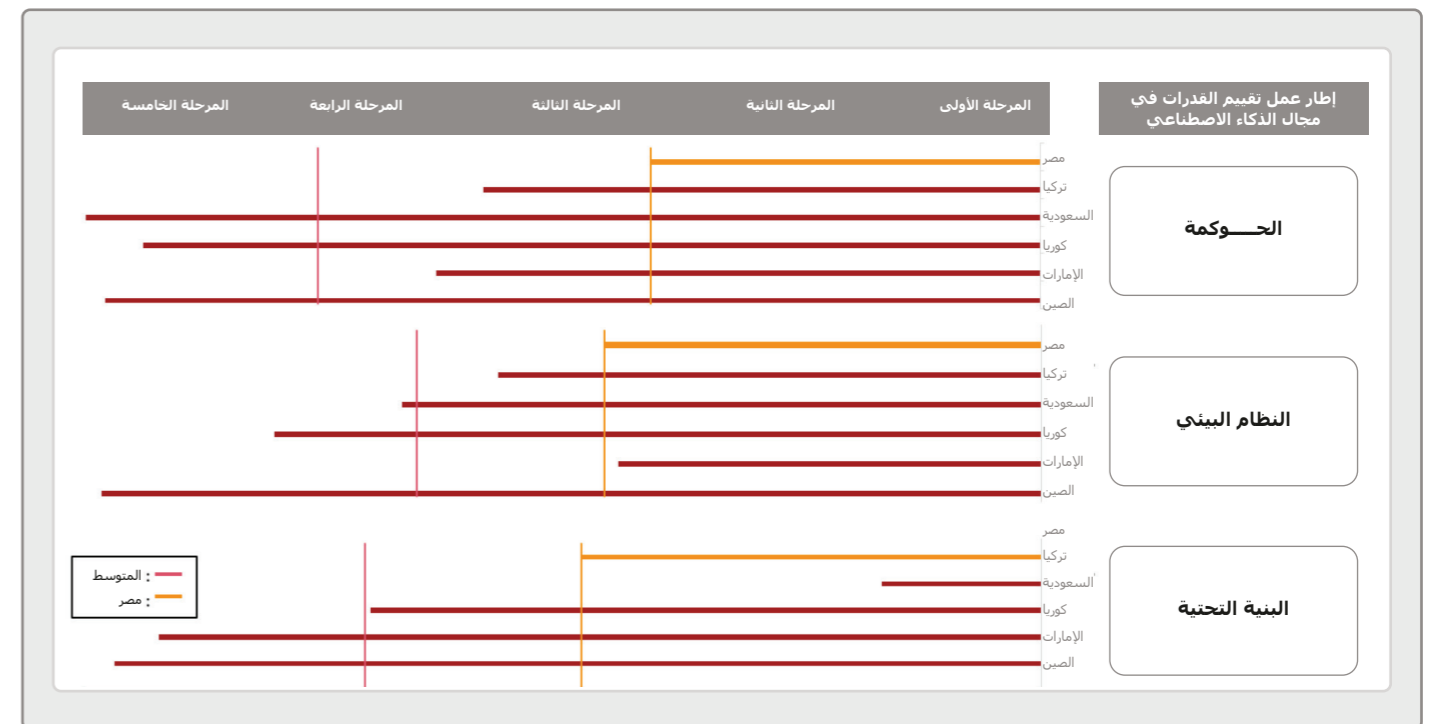 إطار عمل تقييم القدرات في
مجال الذكاء الاصطناعي
المرحلة الأولى
المرحلة الثانية
المرحلة الثالثة
المرحلة الرابعة
المرحلة الخامسة
الحــــوكمة
مصر
تركيا
السعودية
كوريا
الإمارات
الصين
النظام البيئي
مصر
تركيا
السعودية
كوريا
الإمارات
الصين
البنية التحتية
مصر
تركيا
السعودية
كوريا
الإمارات
الصين
: المتوسط
: مصر